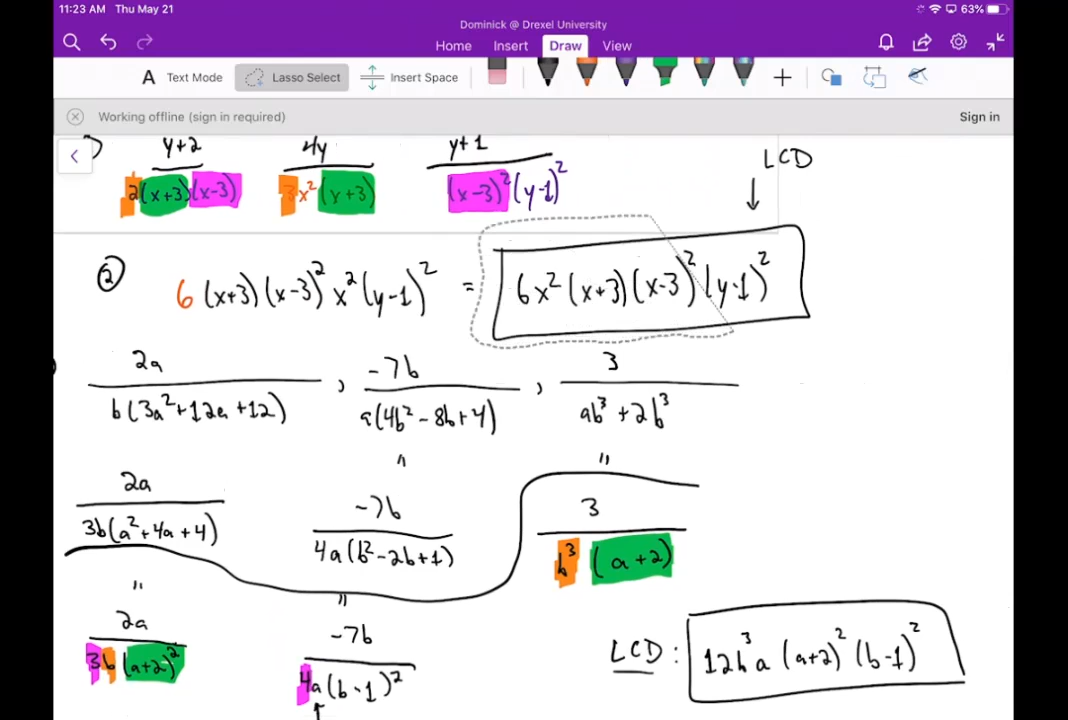 11:23 AM Thu May 21
63%
Dominick @ Drexel University
Home Insert Draw View
A Text Mode Lasso Select Insert Space
Working offline (sign in required) Sign in
y+2 4y y+1
2(x+3)(x-3) 3x²(y+3) (x-3)²(y-1)²
LCD
↓
② 6(x+3)(x-3)²x²(y-1)² = 6x²(x+3)(x-3)²(y-1)²
2a , -7b , 3
b(3a²+12a+12) a(4b²-8b+4) ab³+2b³
= =
2a -7b 3
3b(a²+4a+4) 4a(b²-2b+1) b³(a+2)
= =
2a -7b
3b(a+2)² 4a(b-1)²
LCD: 12b³a(a+2)²(b-1)²